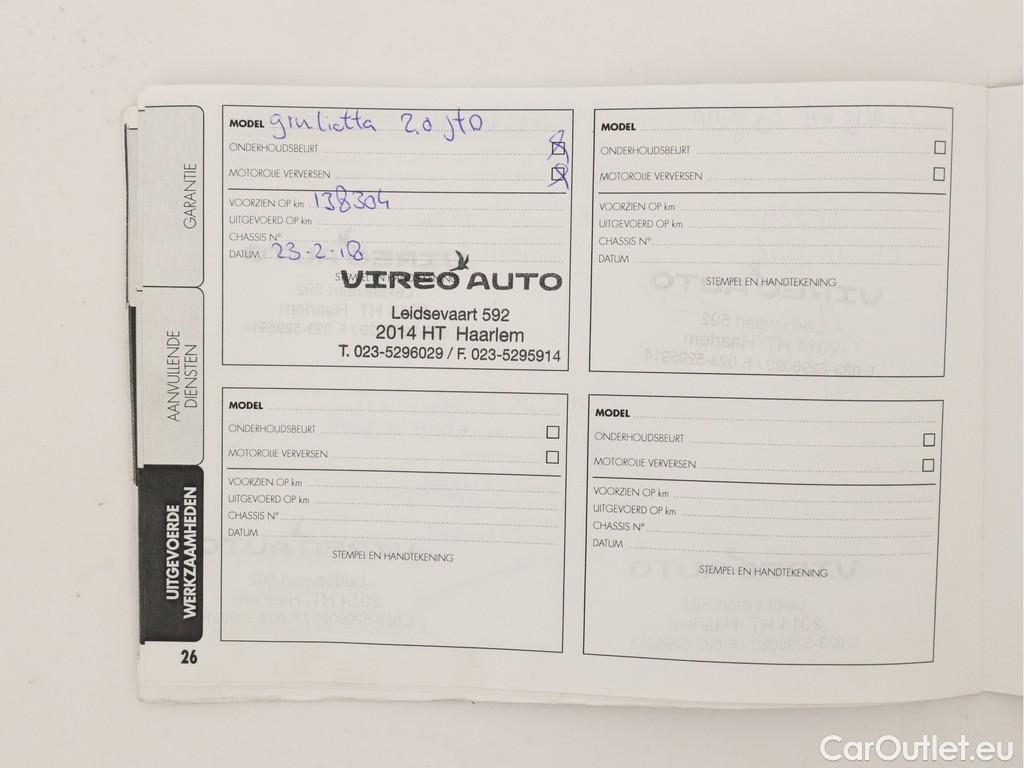 GARANTIE
AANVULLENDE
DIENSTEN
UITGEVOERDE
WERKZAAMHEDEN
26
MODEL giulietta 2.0 jtD
ONDERHOUDSBEURT
MOTOROLIE VERVERSEN
VOORZIEN OP km 138304
UITGEVOERD OP km
CHASSIS N°
DATUM 23-2-18
STEMPEL EN HANDTEKENING
VIREO AUTO
Leidsevaart 592
2014 HT Haarlem
T. 023-5296029 / F. 023-5295914
MODEL
ONDERHOUDSBEURT
MOTOROLIE VERVERSEN
VOORZIEN OP km
UITGEVOERD OP km
CHASSIS N°
DATUM
STEMPEL EN HANDTEKENING
MODEL
ONDERHOUDSBEURT
MOTOROLIE VERVERSEN
VOORZIEN OP km
UITGEVOERD OP km
CHASSIS N°
DATUM
STEMPEL EN HANDTEKENING
MODEL
ONDERHOUDSBEURT
MOTOROLIE VERVERSEN
VOORZIEN OP km
UITGEVOERD OP km
CHASSIS N°
DATUM
STEMPEL EN HANDTEKENING
CarOutlet.eu